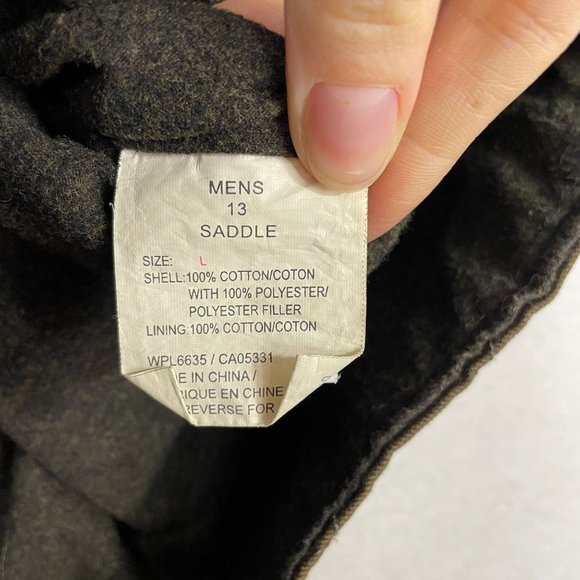 MENS
13
SADDLE
SIZE: L
SHELL:100% COTTON/COTON
WITH 100% POLYESTER/
POLYESTER FILLER
LINING:100% COTTON/COTON
WPL6635 / CA05331
E IN CHINA /
RIQUE EN CHINE
REVERSE FOR